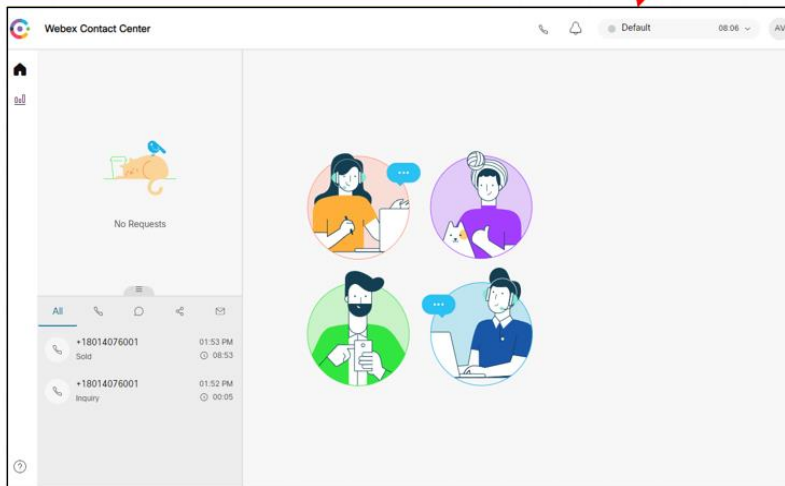 Webex Contact Center
Default 08:06
AV
No Requests
All
+18014076001 01:53 PM
Sold 08:53
+18014076001 01:52 PM
Inquiry 00:05